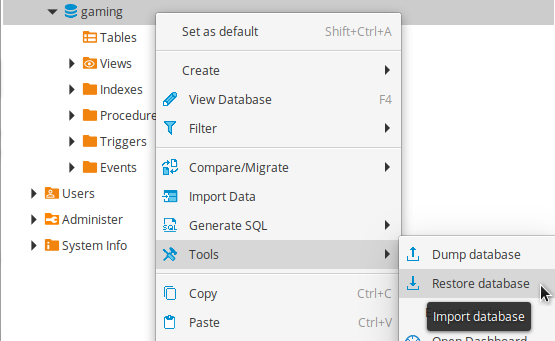 gaming
Tables
Views
Indexes
Procedure
Triggers
Events
Users
Administer
System Info
Set as default Shift+Ctrl+A
Create
View Database F4
Filter
Compare/Migrate
Import Data
Generate SQL
Tools
Copy Ctrl+C
Paste Ctrl+V
Dump database
Restore database
Import database
Open Dashboard